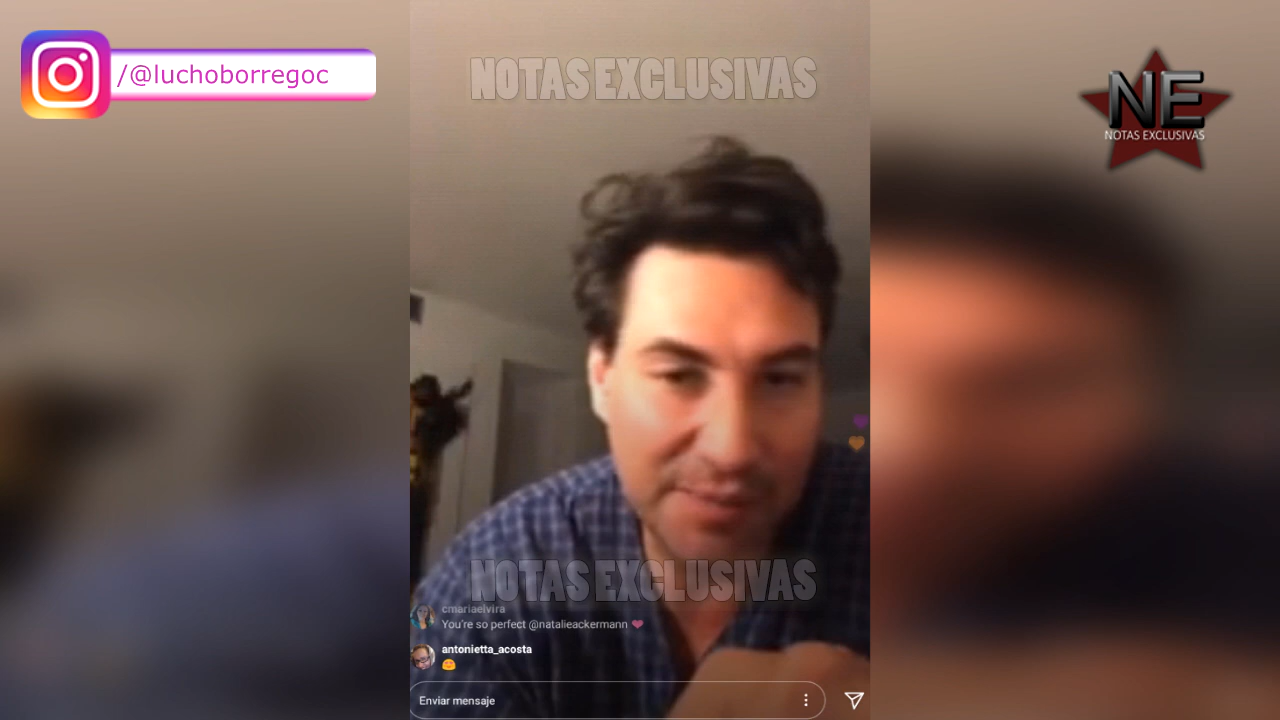 /@luchoborregoc
NOTAS EXCLUSIVAS
NE
NOTAS EXCLUSIVAS
NOTAS EXCLUSIVAS
cmariaelvira
You're so perfect @natalieackermann
antonietta_acosta
Enviar mensaje